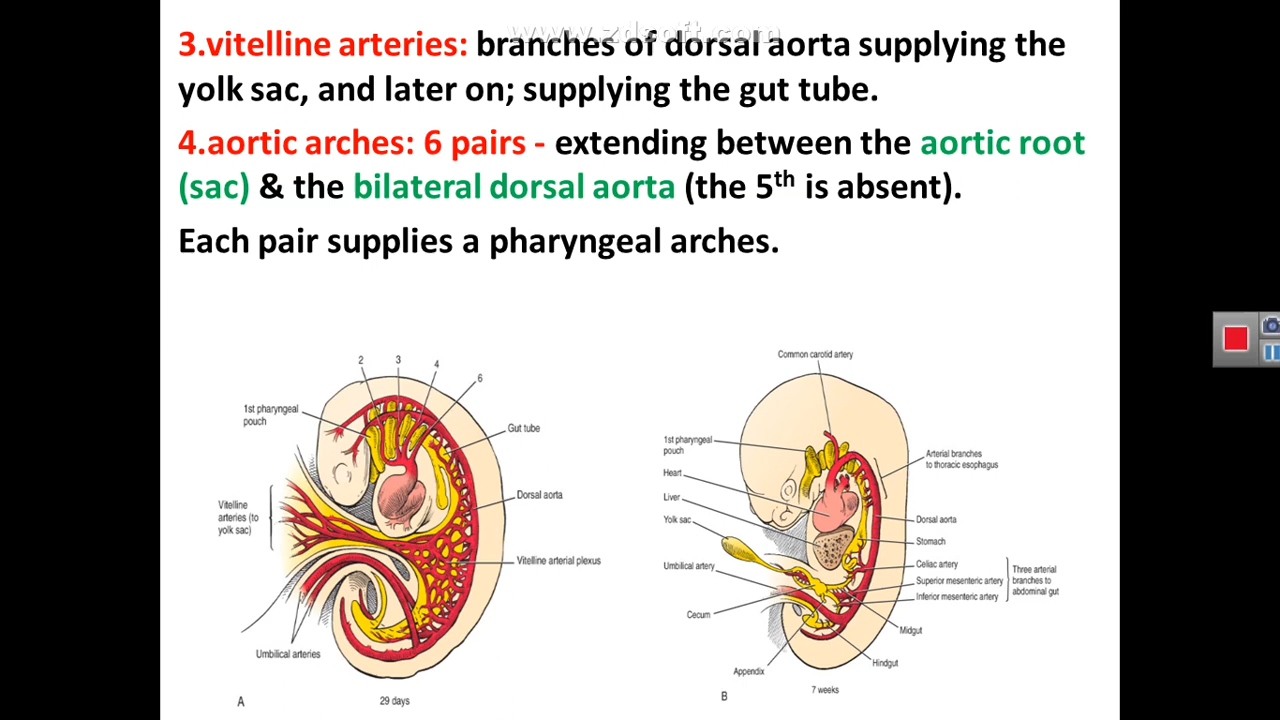 www.zdsoft.com
3.vitelline arteries: branches of dorsal aorta supplying the
yolk sac, and later on; supplying the gut tube.
4.aortic arches: 6 pairs - extending between the aortic root
(sac) & the bilateral dorsal aorta (the 5th is absent).
Each pair supplies a pharyngeal arches.
2
3
4
6
1st pharyngeal
pouch
Gut tube
Vitelline
arteries (to
yolk sac)
Dorsal aorta
Vitelline arterial plexus
Umbilical arteries
A
29 days
Common carotid artery
1st pharyngeal
pouch
Heart
Liver
Yolk sac
Umbilical artery
Cecum
Appendix
Arterial branches
to thoracic esophagus
Dorsal aorta
Stomach
Celiac artery
Superior mesenteric artery
Inferior mesenteric artery
Three arterial
branches to
abdominal gut
Midgut
Hindgut
B
7 weeks